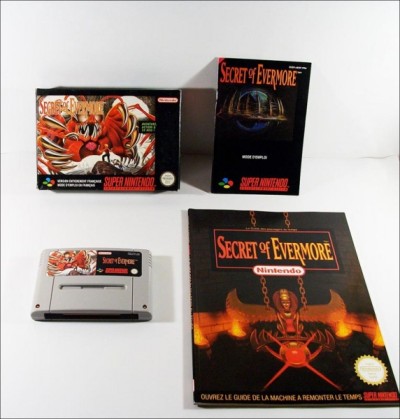 SECRET OF EVERMORE
Nintendo
VERSION ENTIEREMENT FRANÇAISE
MODE D'EMPLOI EN FRANÇAIS
SUPER NINTENDO
SECRET OF EVERMORE
MODE D'EMPLOI
SUPER NINTENDO
SECRET OF EVERMORE
SECRET OF EVERMORE
Nintendo
OUVREZ LE GUIDE DE LA MACHINE A REMONTER LE TEMPS
SUPER NINTENDO